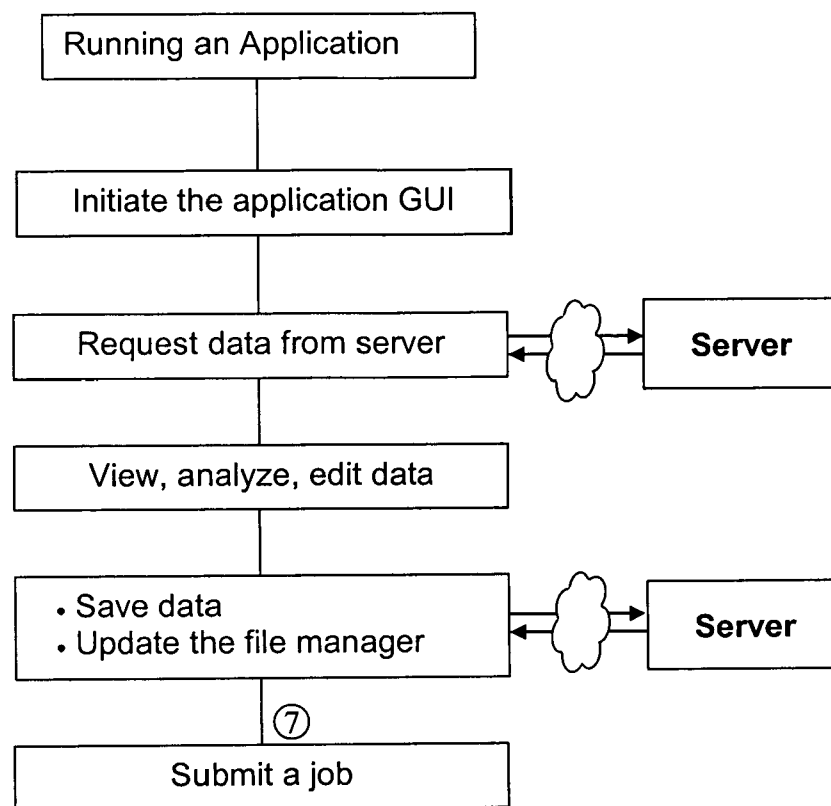 Running an Application
Initiate the application GUI
Request data from server
Server
View, analyze, edit data
• Save data
• Update the file manager
Server
⑦
Submit a job